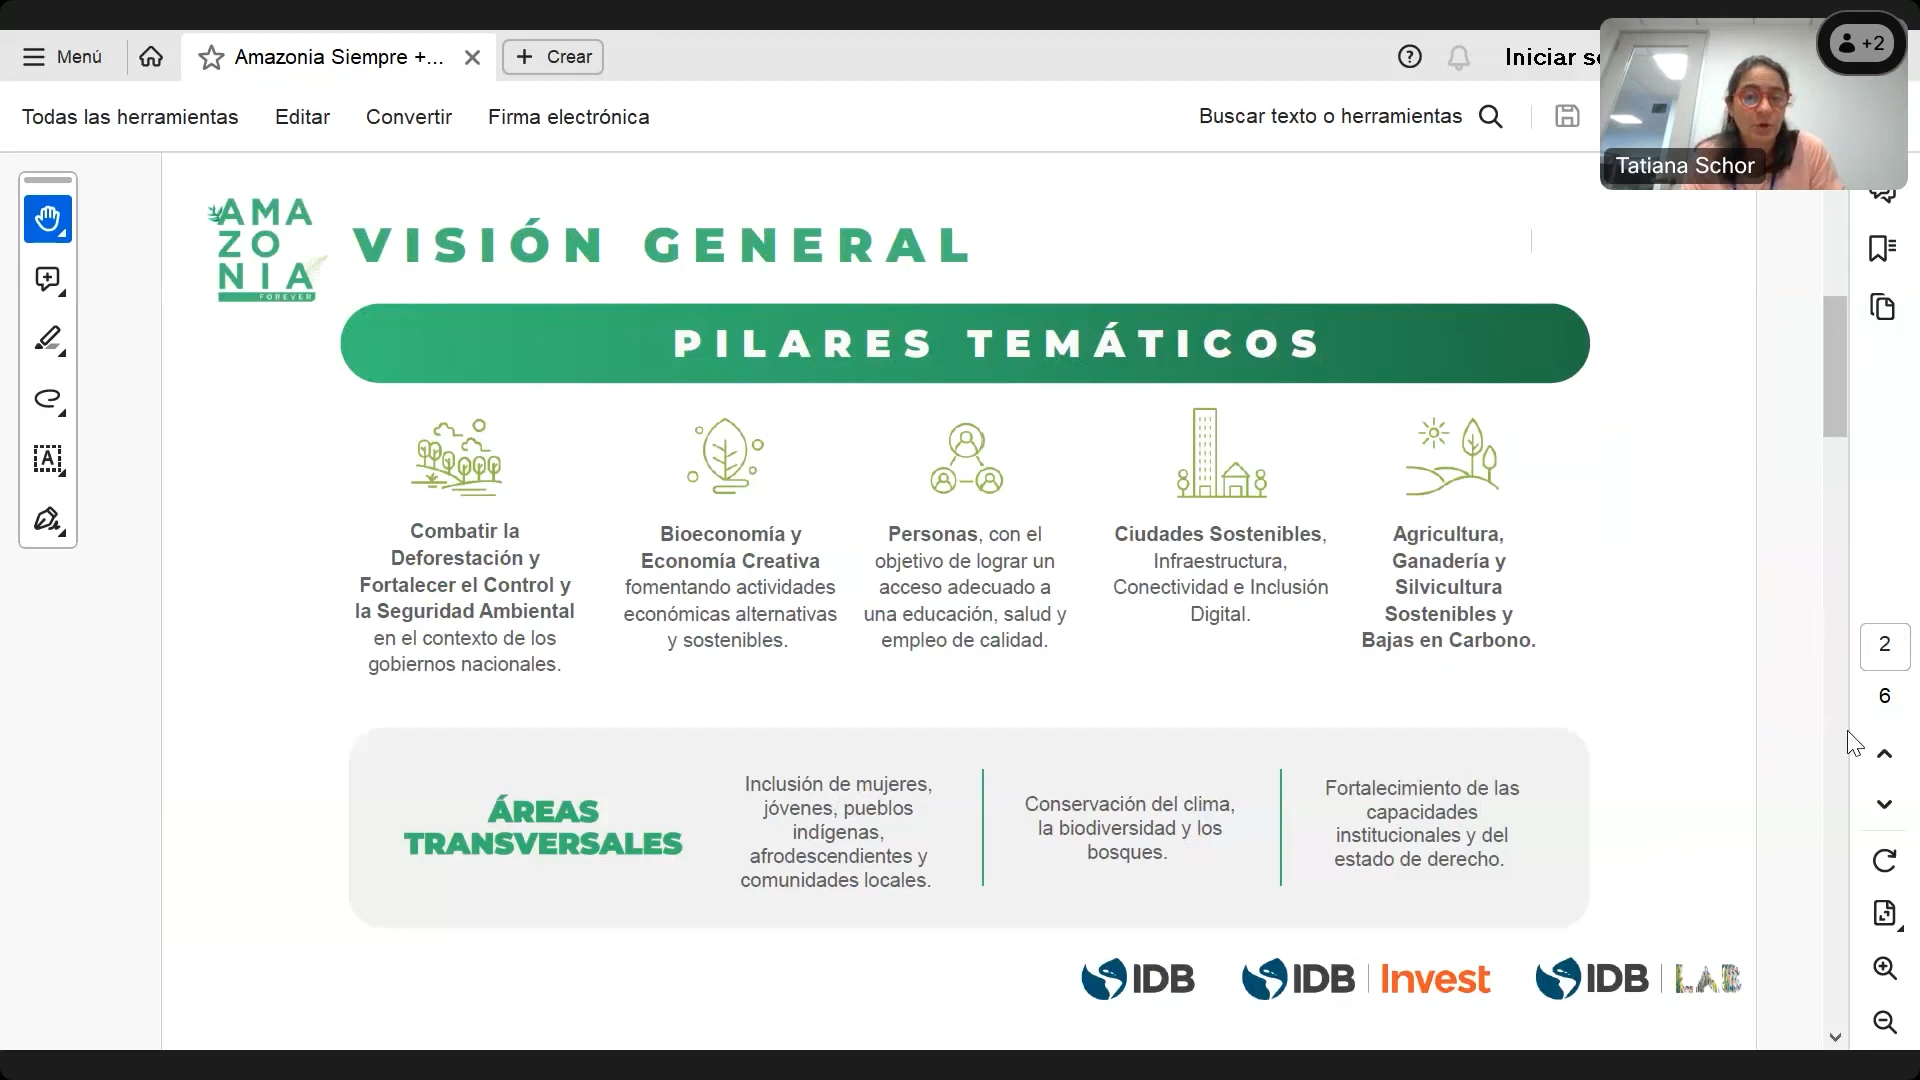 Menú
Amazonia Siempre +...
Crear
Iniciar se
+2
Todas las herramientas
Editar
Convertir
Firma electrónica
Buscar texto o herramientas
Tatiana Schor
AMA
ZO
NIA
FOREVER
VISIÓN GENERAL
PILARES TEMÁTICOS
Combatir la
Deforestación y
Fortalecer el Control y
la Seguridad Ambiental
en el contexto de los
gobiernos nacionales.
Bioeconomía y
Economía Creativa
fomentando actividades
económicas alternativas
y sostenibles.
Personas, con el
objetivo de lograr un
acceso adecuado a
una educación, salud y
empleo de calidad.
Ciudades Sostenibles,
Infraestructura,
Conectividad e Inclusión
Digital.
Agricultura,
Ganadería y
Silvicultura
Sostenibles y
Bajas en Carbono.
2
6
ÁREAS
TRANSVERSALES
Inclusión de mujeres,
jóvenes, pueblos
indígenas,
afrodescendientes y
comunidades locales.
Conservación del clima,
la biodiversidad y los
bosques.
Fortalecimiento de las
capacidades
institucionales y del
estado de derecho.
IDB
IDB | Invest
IDB | LAB